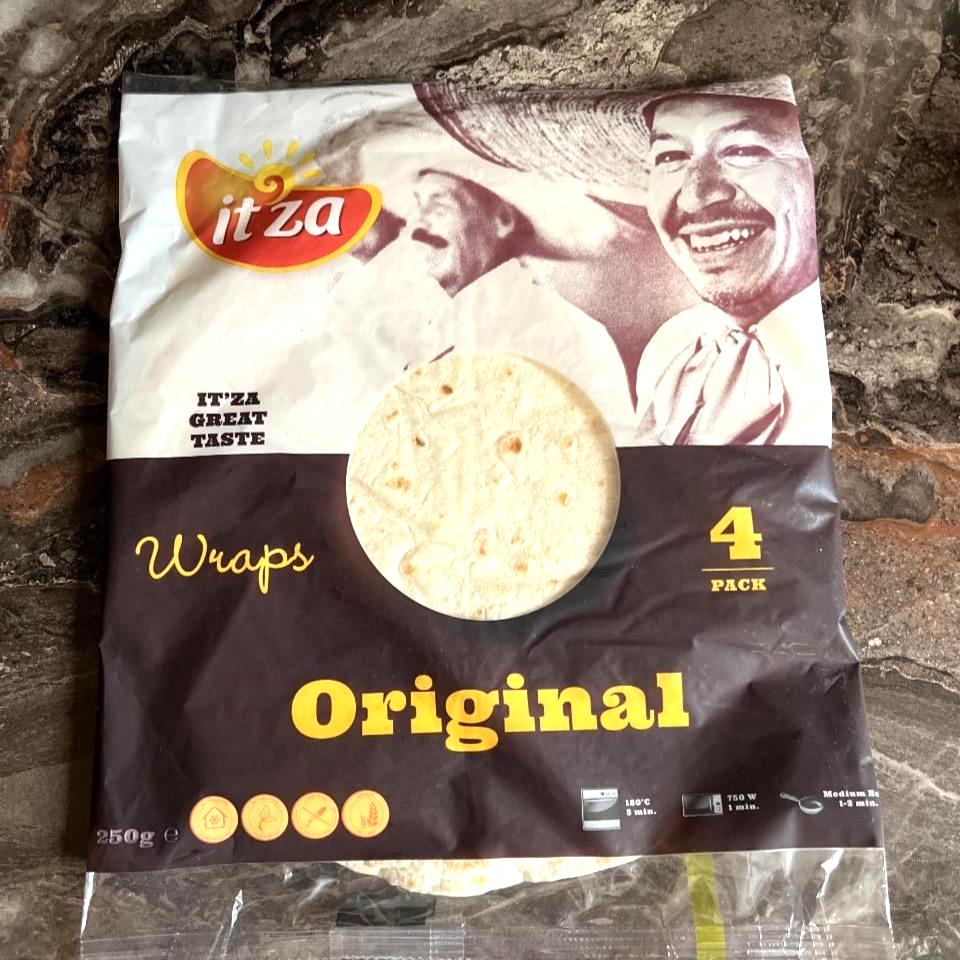 it'za
IT'ZA
GREAT
TASTE
Wraps
4
PACK
Original
180°C
5 min.
750 W
1 min.
Medium
1-2 min.
250g e